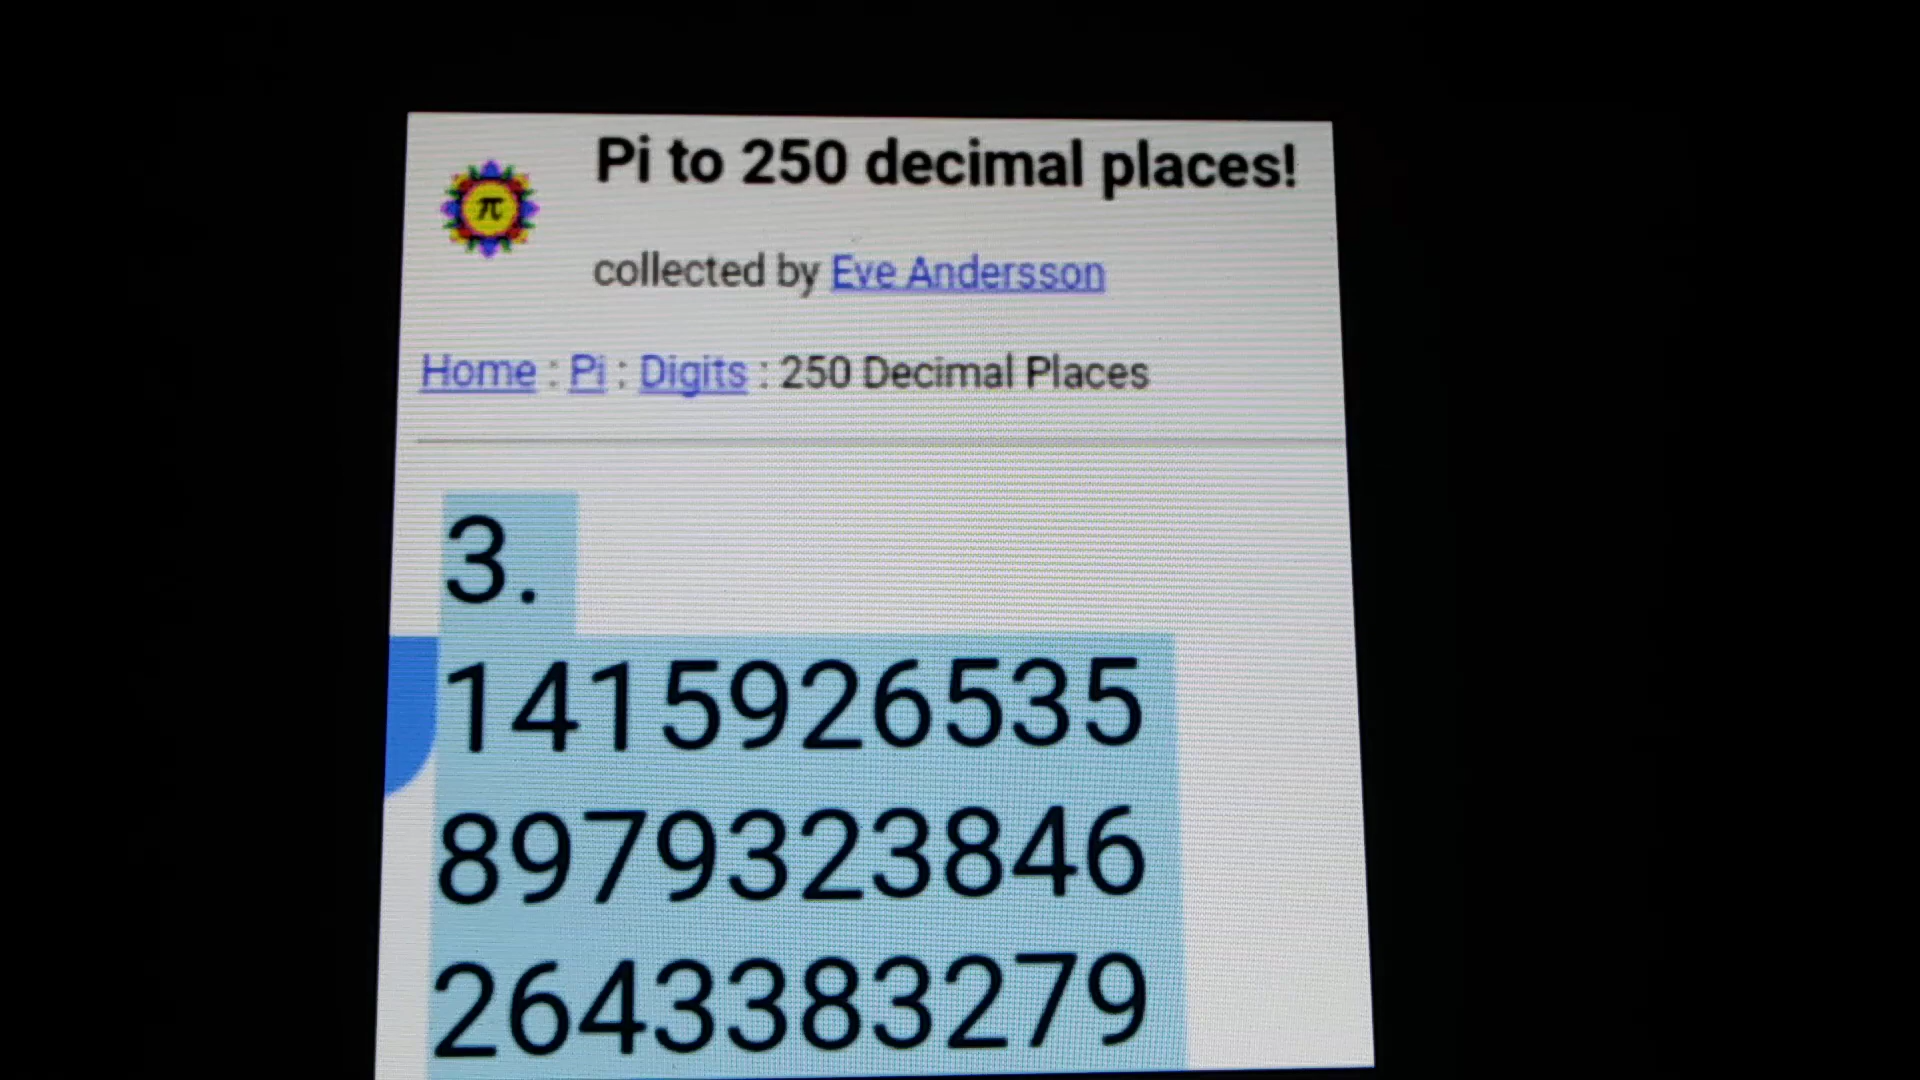 Pi to 250 decimal places!
π
collected by Eve Andersson
Home : Pi : Digits : 250 Decimal Places
3.
1415926535
8979323846
2643383279